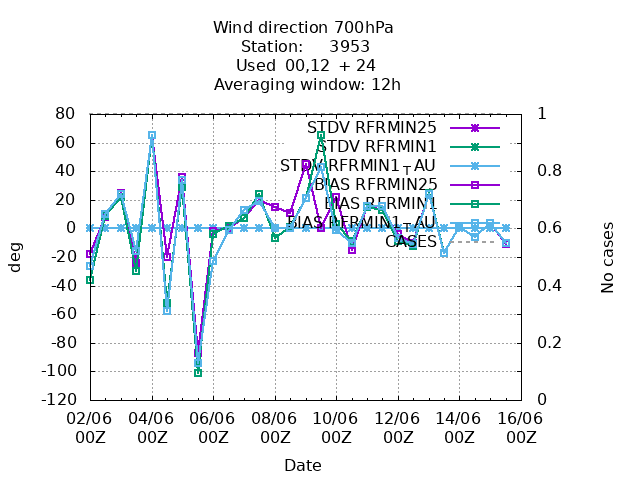 Wind direction 700hPa
Station: 3953
Used 00,12 + 24
Averaging window: 12h
80
60
40
20
0
-20
-40
-60
-80
-100
-120
deg
1
0.8
0.6
0.4
0.2
0
No cases
STDV RFRMIN25
STDV RFRMIN1
STDV RFRMIN1_AU
BIAS RFRMIN25
BIAS RFRMIN1
BIAS RFRMIN1_AU
CASES
02/06 04/06 06/06 08/06 10/06 12/06 14/06 16/06
00Z 00Z 00Z 00Z 00Z 00Z 00Z 00Z
Date